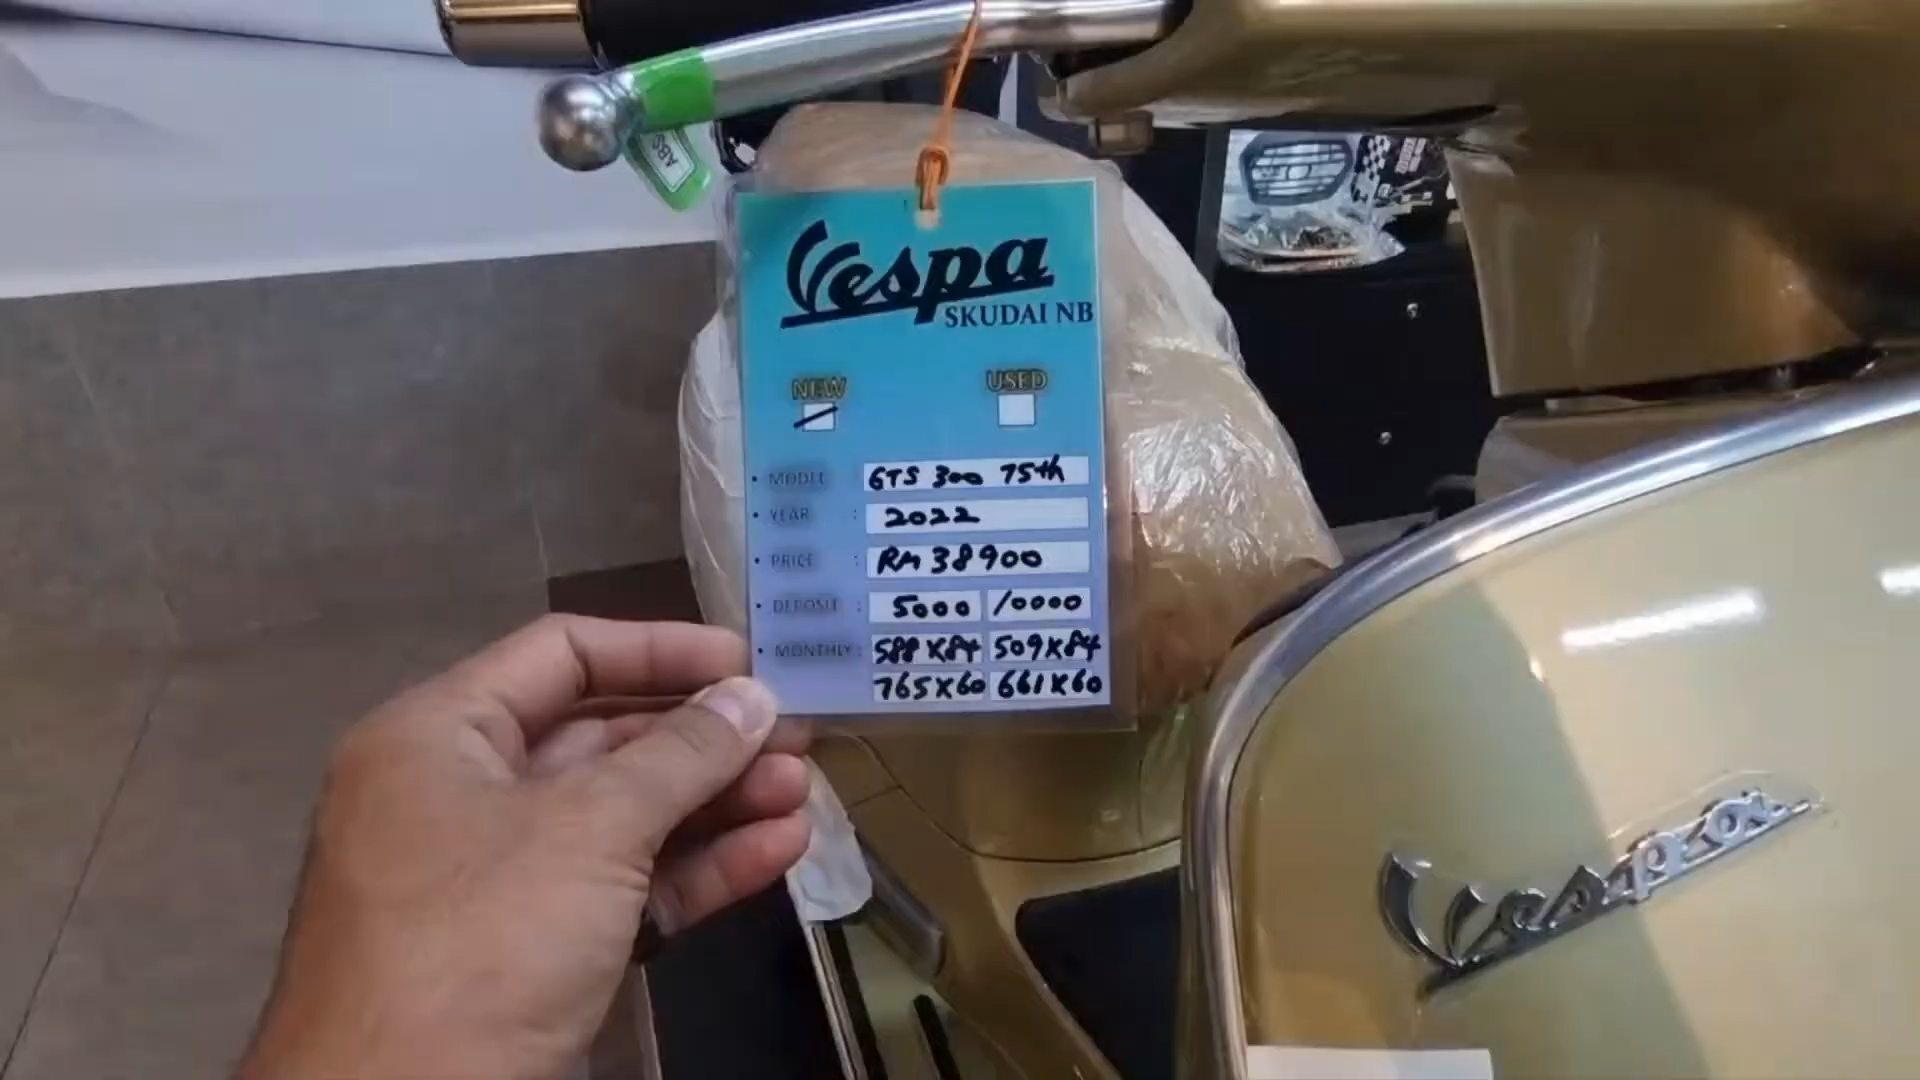 ABS
Vespa
SKUDAI NB
NEW USED
• MODEL GTS 300 75th
• YEAR : 2022
• PRICE : RM 38900
• DEPOSIT : 5000 10000
• MONTHLY : 588 X 84 509 X 84
765 X 60 661 X 60
Vespa